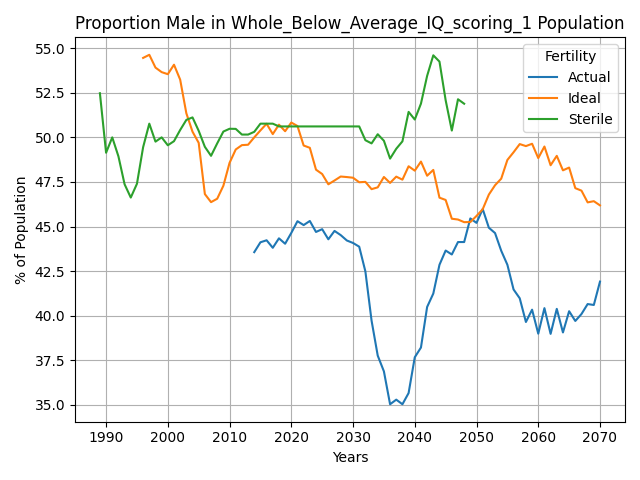 Proportion Male in Whole_Below_Average_IQ_scoring_1 Population
Fertility
Actual
Ideal
Sterile
% of Population
55.0
52.5
50.0
47.5
45.0
42.5
40.0
37.5
35.0
1990 2000 2010 2020 2030 2040 2050 2060 2070
Years